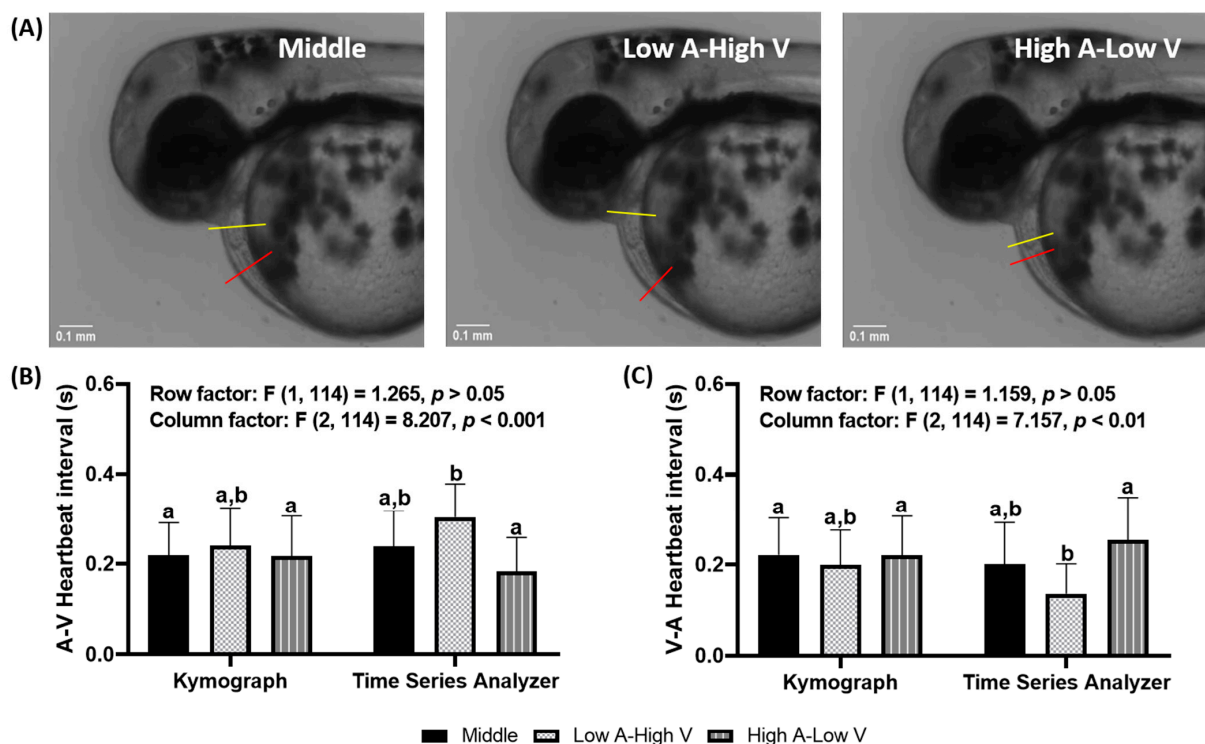 (A)
Middle
Low A-High V
High A-Low V
0.1 mm
0.1 mm
0.1 mm
(B)
A-V Heartbeat interval (s)
0.6
0.4
0.2
0.0
Row factor: F (1, 114) = 1.265, p > 0.05
Column factor: F (2, 114) = 8.207, p < 0.001
a
a,b
a
a,b
b
a
Kymograph
Time Series Analyzer
(C)
V-A Heartbeat interval (s)
0.6
0.4
0.2
0.0
Row factor: F (1, 114) = 1.159, p > 0.05
Column factor: F (2, 114) = 7.157, p < 0.01
a
a,b
a
a,b
b
a
Kymograph
Time Series Analyzer
Middle
Low A-High V
High A-Low V